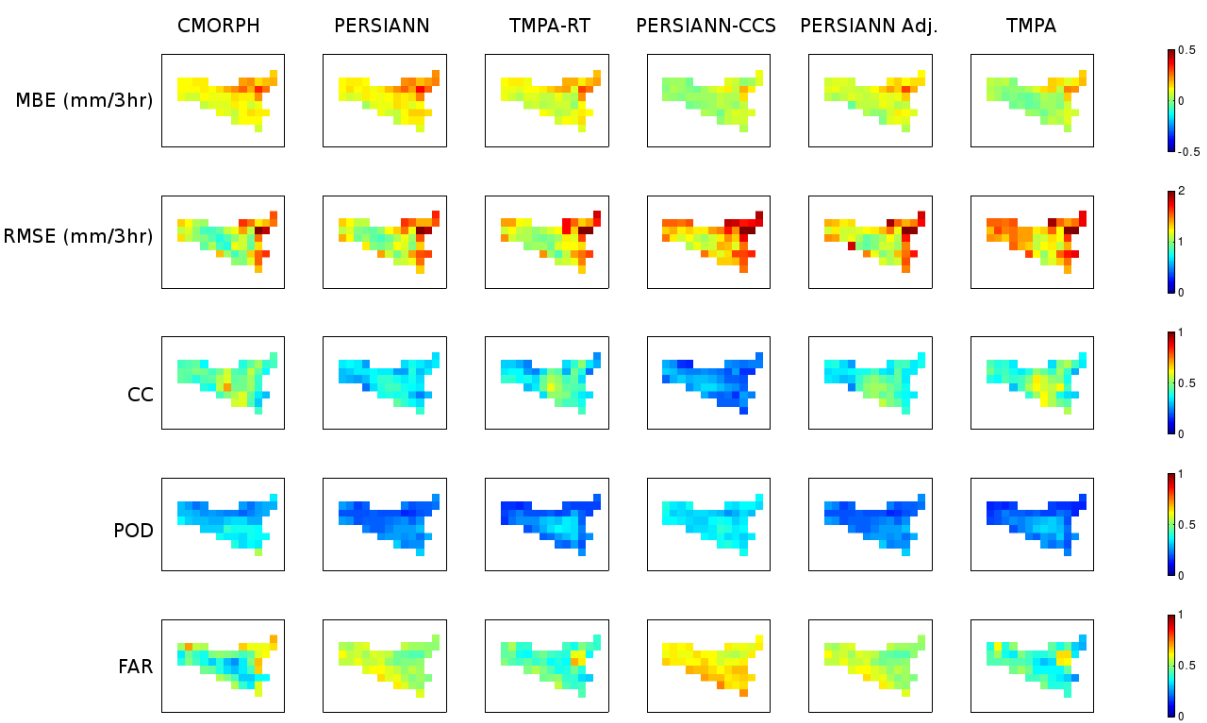 CMORPH PERSIANN TMPA-RT PERSIANN-CCS PERSIANN Adj. TMPA
MBE (mm/3hr)
0.5
0
-0.5
RMSE (mm/3hr)
2
1
0
CC
1
0.5
0
POD
1
0.5
0
FAR
1
0.5
0